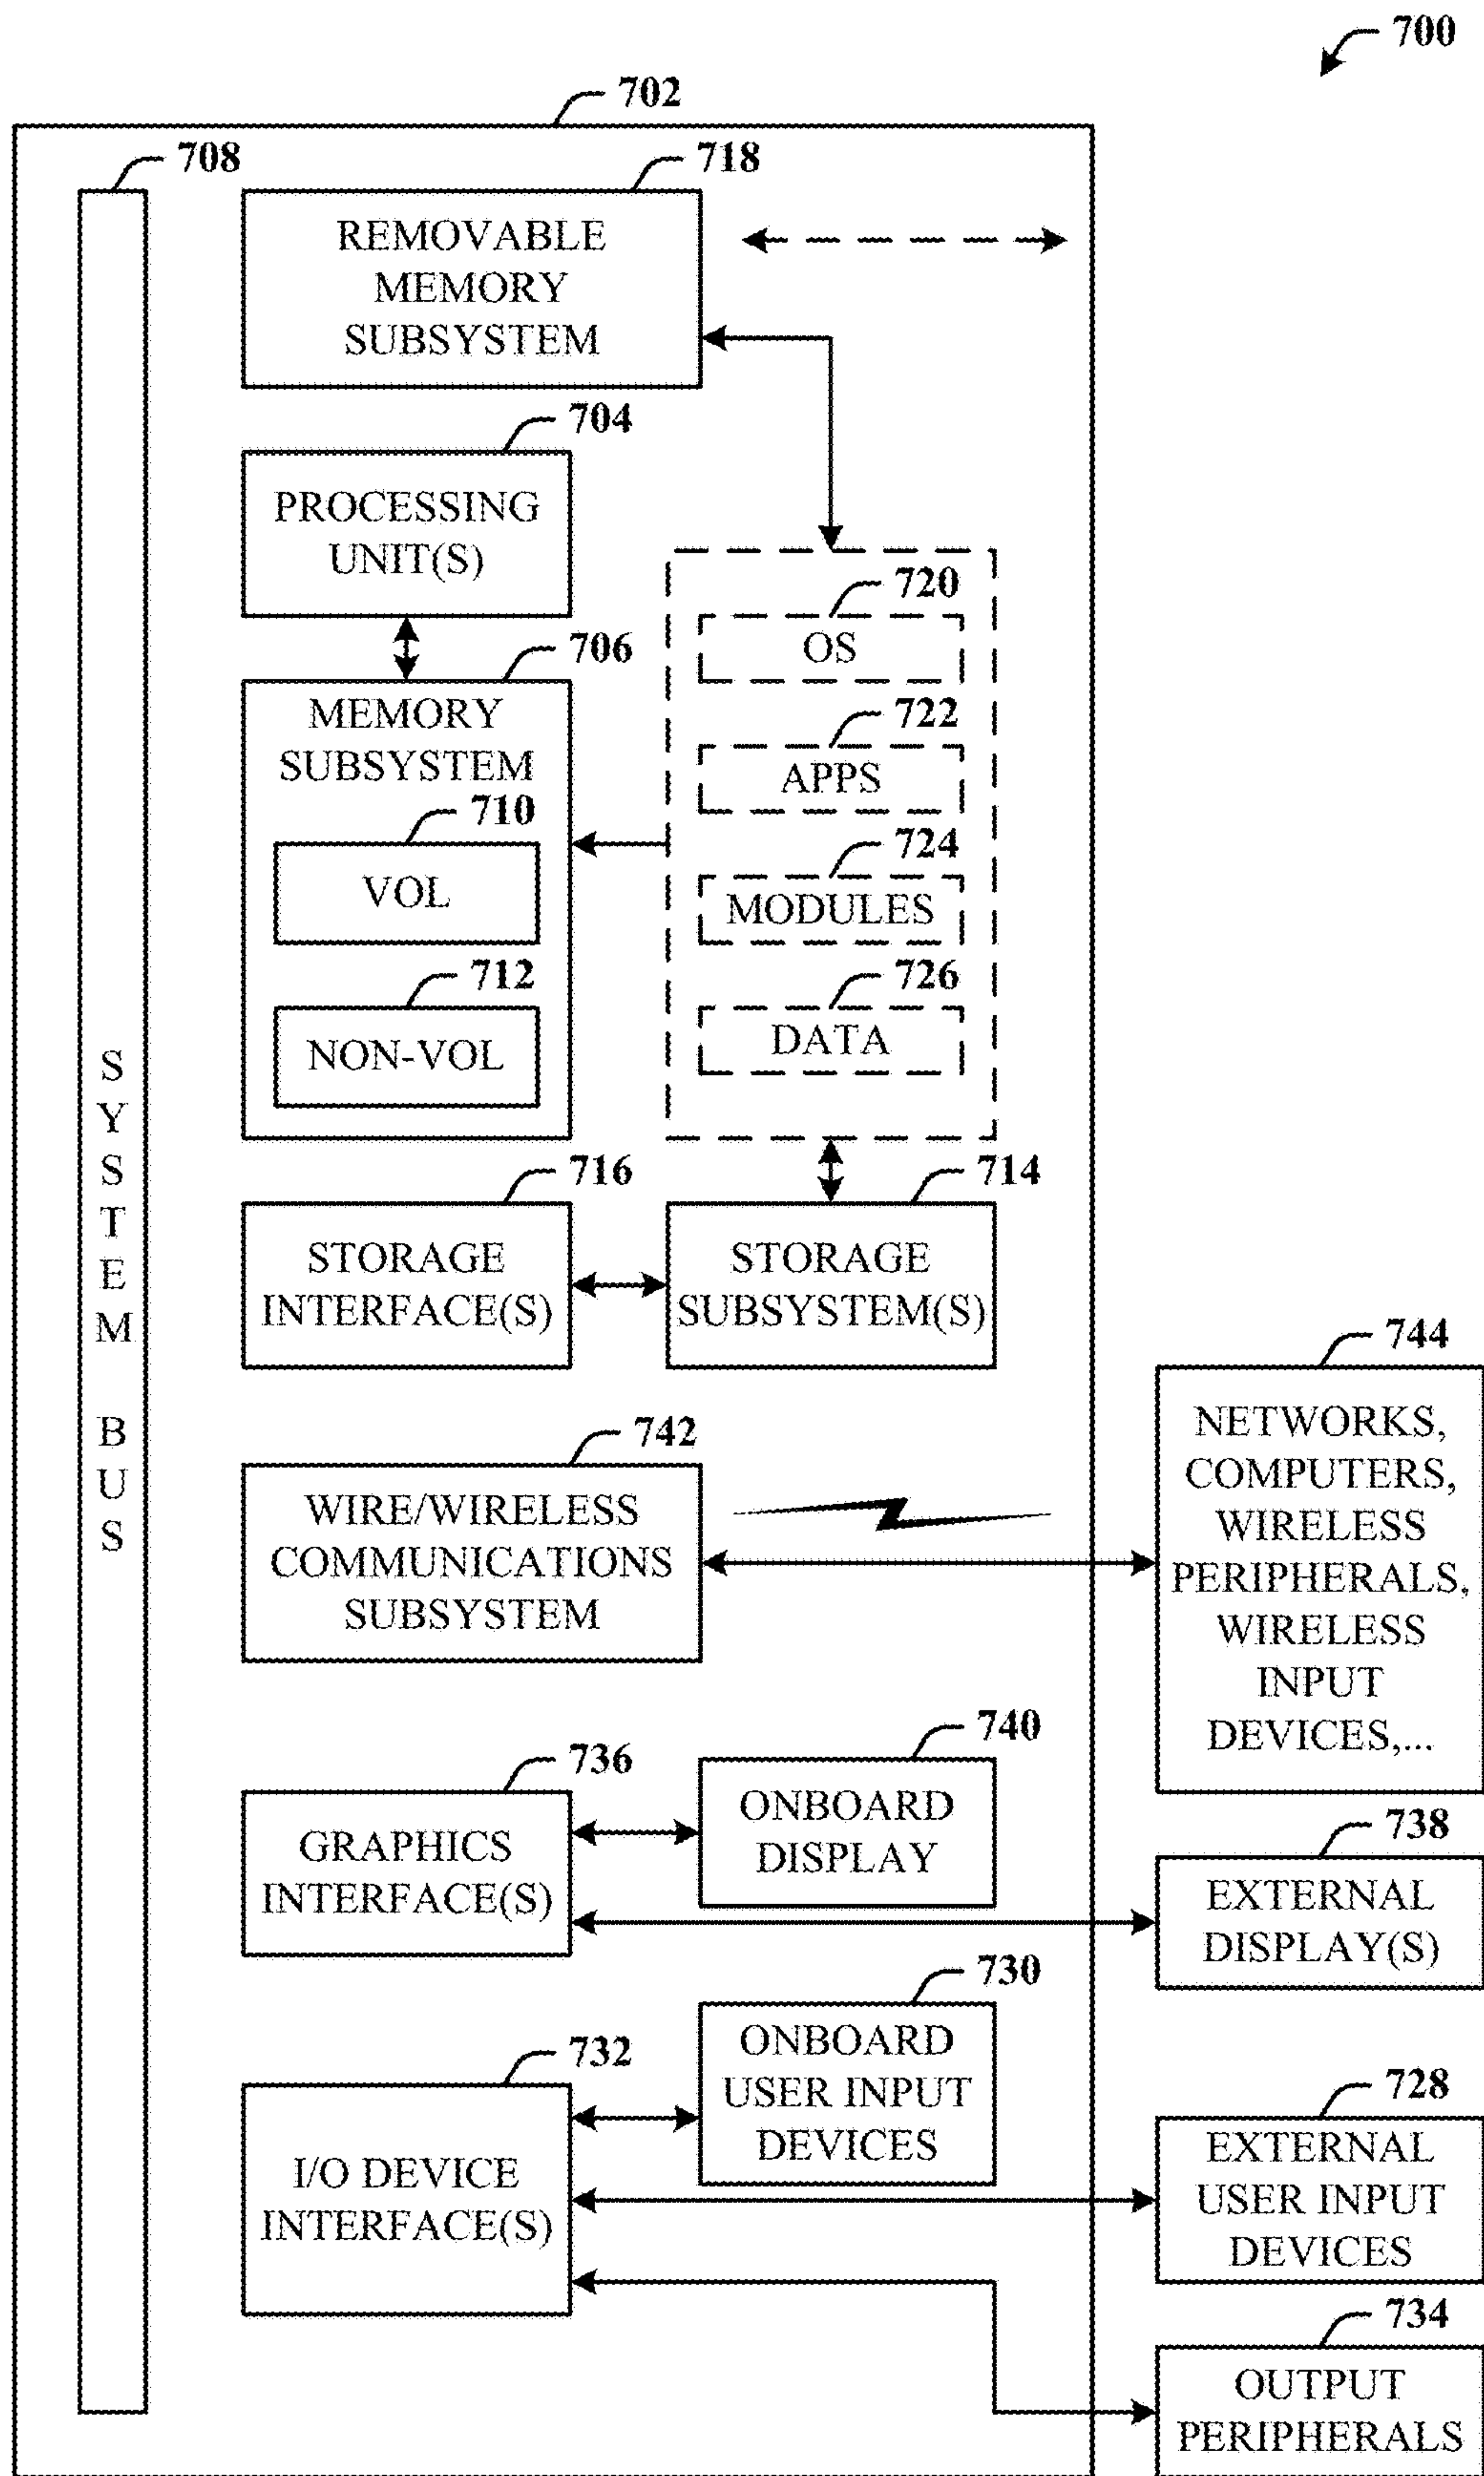 700
702
708
718
REMOVABLE
MEMORY
SUBSYSTEM
704
PROCESSING
UNIT(S)
720
OS
706
MEMORY
SUBSYSTEM
722
APPS
710
VOL
724
MODULES
712
NON-VOL
726
DATA
SYSTEM BUS
716
STORAGE
INTERFACE(S)
714
STORAGE
SUBSYSTEM(S)
744
NETWORKS,
COMPUTERS,
WIRELESS
PERIPHERALS,
WIRELESS
INPUT
DEVICES,...
742
WIRE/WIRELESS
COMMUNICATIONS
SUBSYSTEM
740
ONBOARD
DISPLAY
736
GRAPHICS
INTERFACE(S)
738
EXTERNAL
DISPLAY(S)
730
ONBOARD
USER INPUT
DEVICES
732
I/O DEVICE
INTERFACE(S)
728
EXTERNAL
USER INPUT
DEVICES
734
OUTPUT
PERIPHERALS